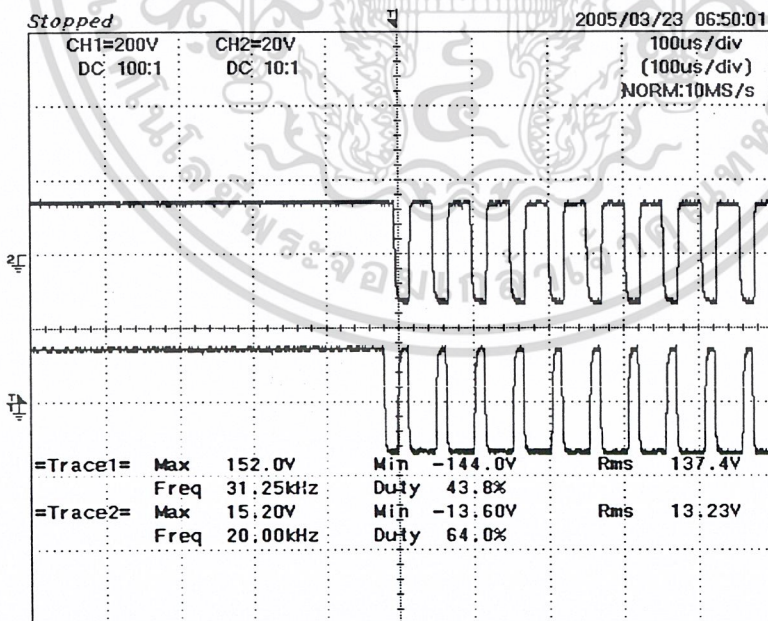 Stopped 2005/03/23 06:50:01
CH1=200V CH2=20V 100us/div
DC 100:1 DC 10:1 (100us/div)
NORM:10MS/s
=Trace1= Max 152.0V Min -144.0V Rms 137.4V
Freq 31.25kHz Duty 43.8%
=Trace2= Max 15.20V Min -13.60V Rms 13.23V
Freq 20.00kHz Duty 64.0%